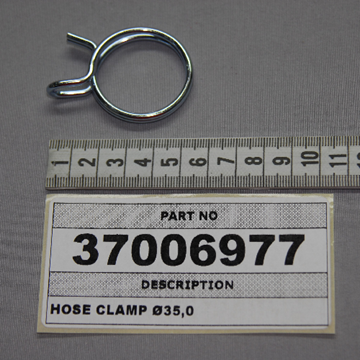 1 2 3 4 5 6 7 8 9 10 11
PART NO
37006977
DESCRIPTION
HOSE CLAMP Ø35,0